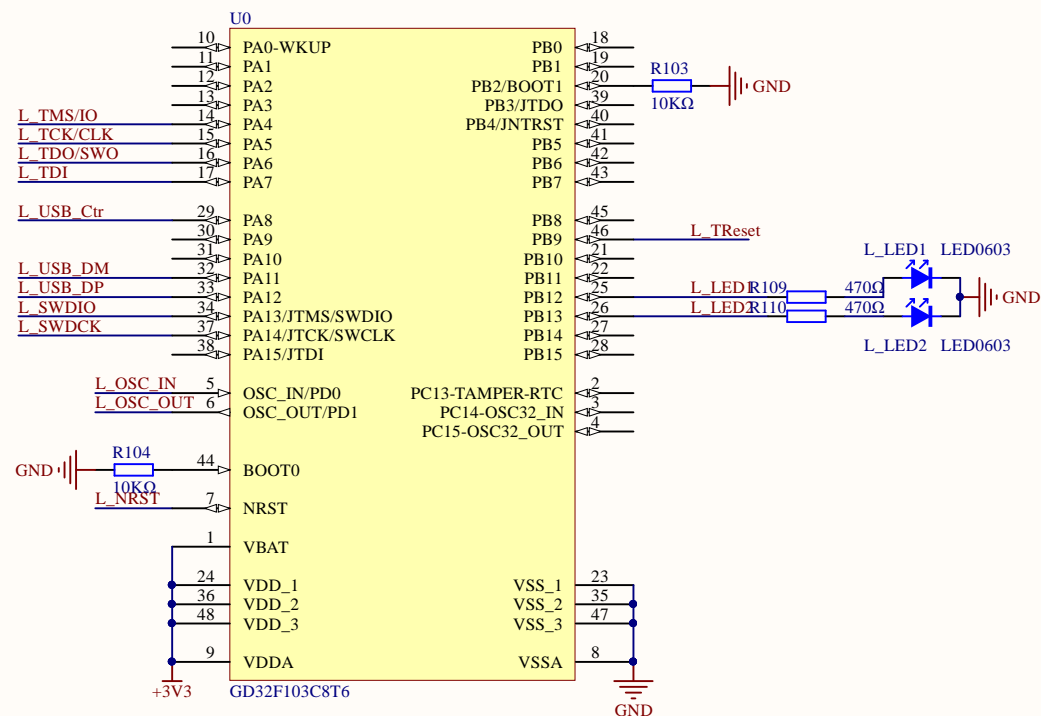 U0
10 PA0-WKUP PB0 18
11 PA1 PB1 19
12 PA2 PB2/BOOT1 20 R103 10KΩ GND
13 PA3 PB3/JTDO 39
L_TMS/IO 14 PA4 PB4/JNTRST 40
L_TCK/CLK 15 PA5 PB5 41
L_TDO/SWO 16 PA6 PB6 42
L_TDI 17 PA7 PB7 43
L_USB_Ctr 29 PA8 PB8 45
30 PA9 PB9 46 L_TReset
31 PA10 PB10 21 L_LED1 LED0603
L_USB_DM 32 PA11 PB11 22
L_USB_DP 33 PA12 PB12 25 L_LED1 R109 470Ω GND
L_SWDIO 34 PA13/JTMS/SWDIO PB13 26 L_LED2 R110 470Ω
L_SWDCK 37 PA14/JTCK/SWCLK PB14 27
38 PA15/JTDI PB15 28 L_LED2 LED0603
L_OSC_IN 5 OSC_IN/PD0 PC13-TAMPER-RTC 2
L_OSC_OUT 6 OSC_OUT/PD1 PC14-OSC32_IN 3
PC15-OSC32_OUT 4
R104
GND 44 BOOT0
10KΩ
L_NRST 7 NRST
1 VBAT
24 VDD_1 VSS_1 23
36 VDD_2 VSS_2 35
48 VDD_3 VSS_3 47
9 VDDA VSSA 8
+3V3 GD32F103C8T6
GND